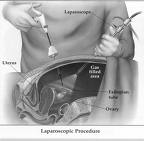 Laparoscope
Uterus
Gas
filled
area
Fallopian
tube
Ovary
Laparoscopic Procedure